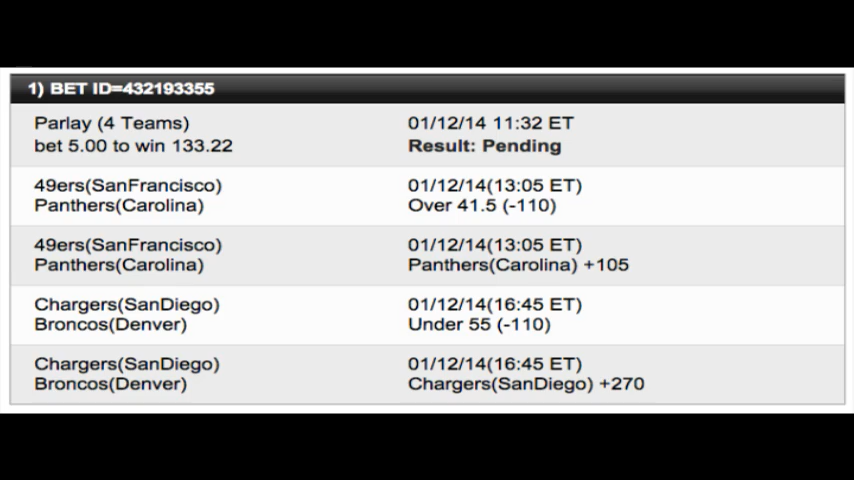 1) BET ID=432193355
Parlay (4 Teams) 01/12/14 11:32 ET
bet 5.00 to win 133.22 Result: Pending
49ers(SanFrancisco) 01/12/14(13:05 ET)
Panthers(Carolina) Over 41.5 (-110)
49ers(SanFrancisco) 01/12/14(13:05 ET)
Panthers(Carolina) Panthers(Carolina) +105
Chargers(SanDiego) 01/12/14(16:45 ET)
Broncos(Denver) Under 55 (-110)
Chargers(SanDiego) 01/12/14(16:45 ET)
Broncos(Denver) Chargers(SanDiego) +270